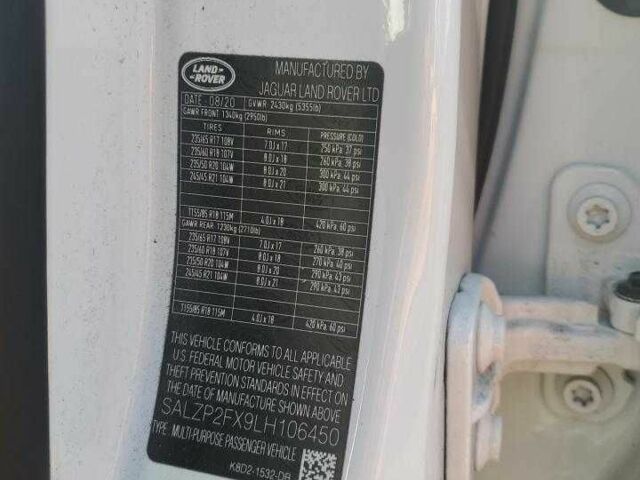 LAND
ROVER
MANUFACTURED BY
JAGUAR LAND ROVER LTD
DATE - 08/20 GVWR 2430kg (5355lb)
GAWR FRONT 1340kg (2950lb)
TIRES RIMS PRESSURE (COLD)
235/65 R17 108V 7.0J x 17 250 kPa, 37 psi
235/60 R18 107V 8.0J x 18 260 kPa, 38 psi
235/50 R20 104W 8.0J x 20 300 kPa, 44 psi
245/45 R21 104W 8.0J x 21 300 kPa, 44 psi
T155/85 R18 115M 4.0J x 18 420 kPa, 60 psi
GAWR REAR 1230kg (2710lb)
235/65 R17 108V 7.0J x 17 260 kPa, 38 psi
235/60 R18 107V 8.0J x 18 270 kPa, 40 psi
235/50 R20 104W 8.0J x 20 290 kPa, 43 psi
245/45 R21 104W 8.0J x 21 290 kPa, 43 psi
T155/85 R18 115M 4.0J x 18 420 kPa, 60 psi
THIS VEHICLE CONFORMS TO ALL APPLICABLE
U.S. FEDERAL MOTOR VEHICLE SAFETY AND
THEFT PREVENTION STANDARDS IN EFFECT ON
THE DATE OF MANUFACTURE SHOWN ABOVE.
SALZP2FX9LH106450
TYPE: MULTI-PURPOSE PASSENGER VEHICLE
K8D2-1532-DB